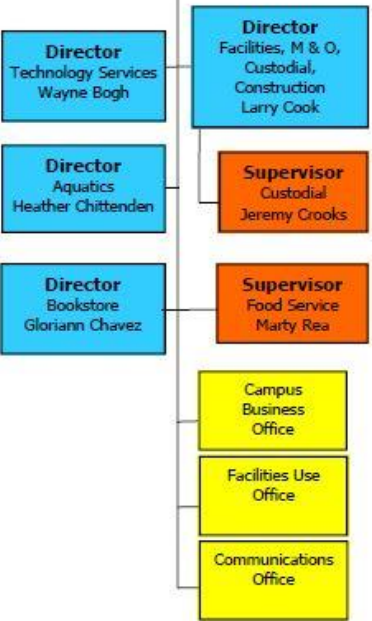 Director
Technology Services
Wayne Bogh
Director
Facilities, M & O,
Custodial,
Construction
Larry Cook
Director
Aquatics
Heather Chittenden
Supervisor
Custodial
Jeremy Crooks
Director
Bookstore
Gloriann Chavez
Supervisor
Food Service
Marty Rea
Campus
Business
Office
Facilities Use
Office
Communications
Office